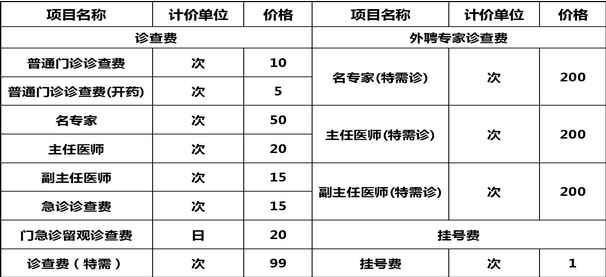 项目名称 计价单位 价格 项目名称 计价单位 价格
诊查费 外聘专家诊查费
普通门诊诊查费 次 10
名专家(特需诊) 次 200
普通门诊诊查费(开药) 次 5
名专家 次 50
主任医师(特需诊) 次 200
主任医师 次 20
副主任医师 次 15
副主任医师(特需诊) 次 200
急诊诊查费 次 15
门急诊留观诊查费 日 20 挂号费
诊查费（特需） 次 99 挂号费 次 1